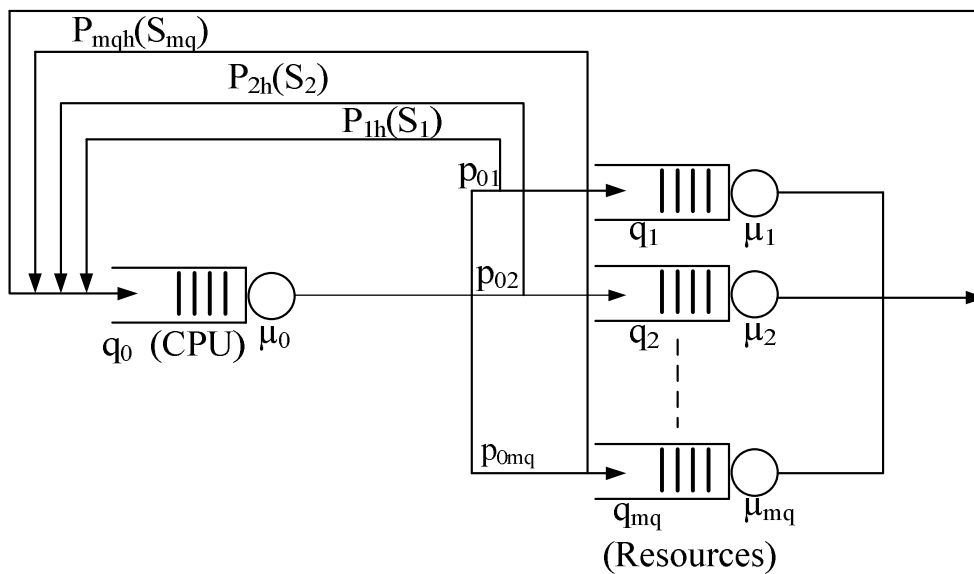 P_mqh(S_mq)
P_2h(S_2)
P_1h(S_1)
p_01
q_1 μ_1
p_02
q_0 (CPU) μ_0
q_2 μ_2
p_0mq
q_mq μ_mq
(Resources)